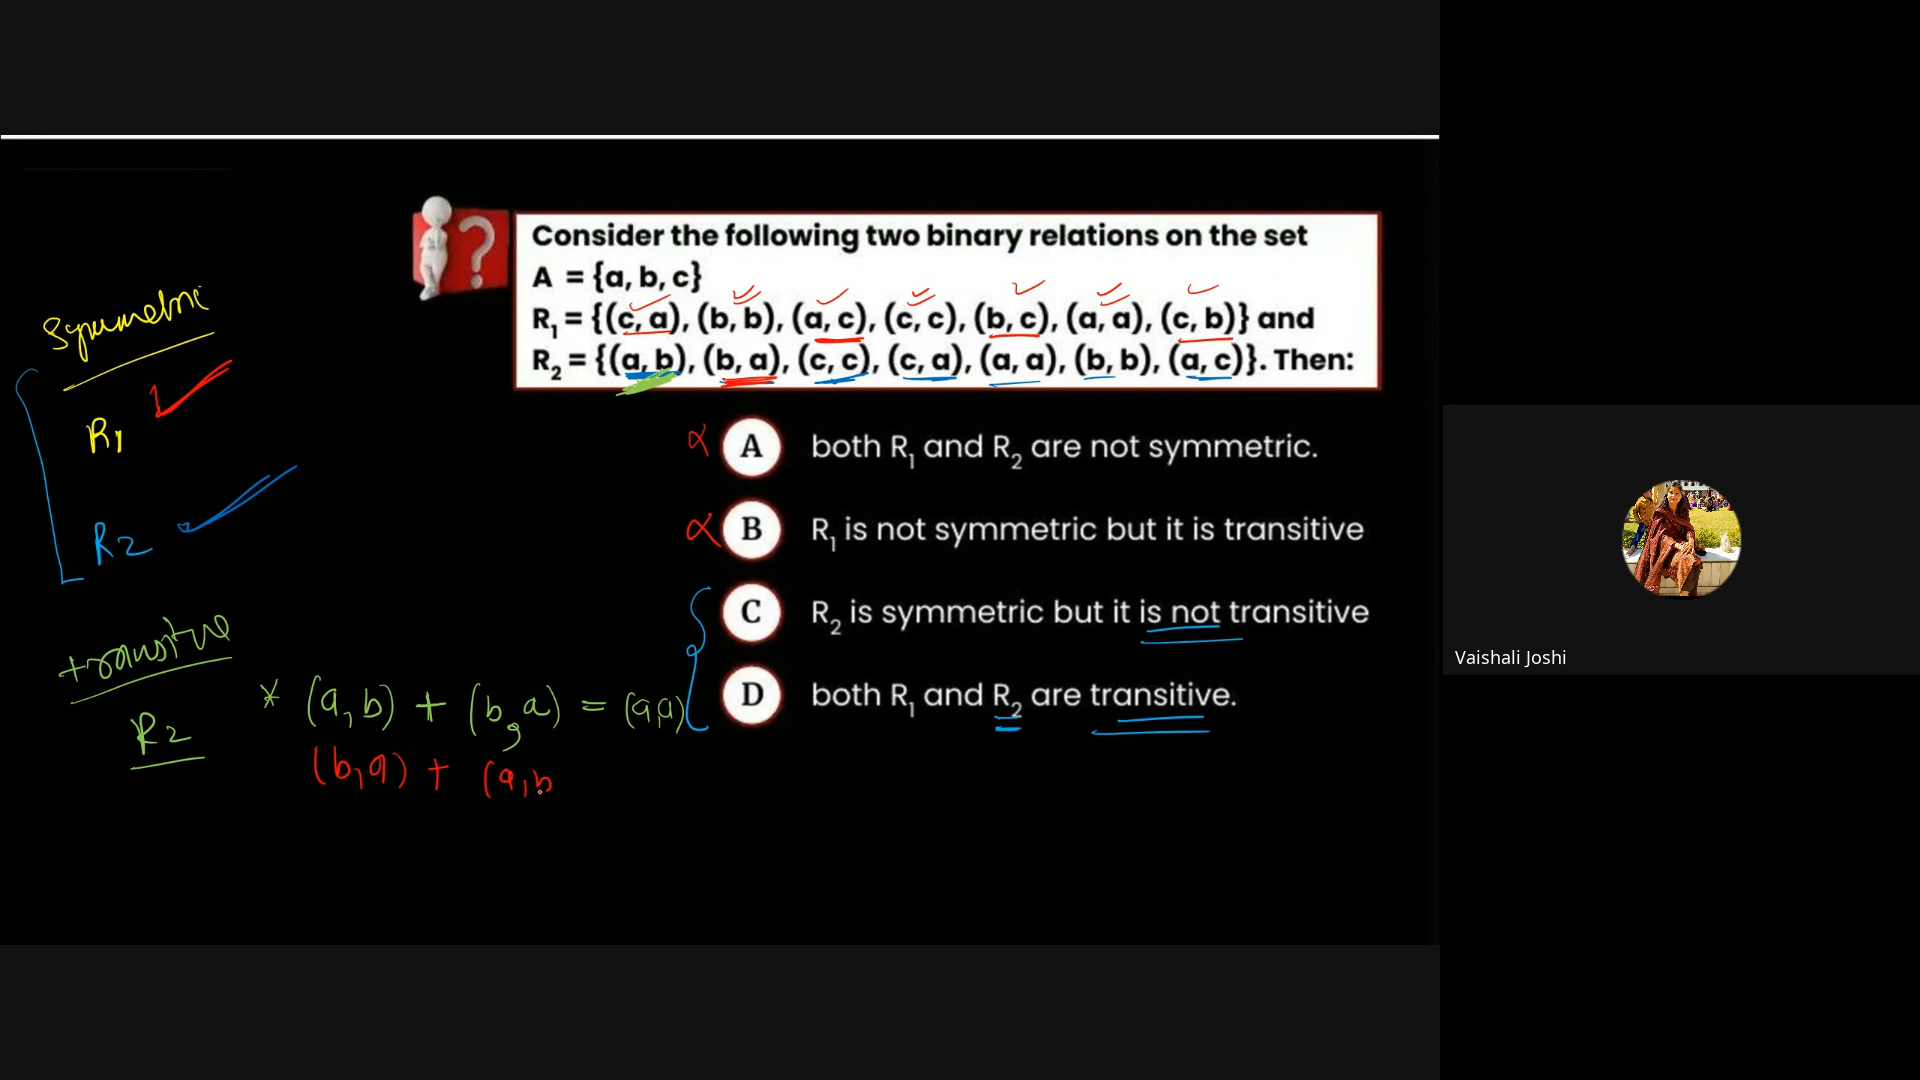 Consider the following two binary relations on the set
A = {a, b, c}
R₁ = {(c, a), (b, b), (a, c), (c, c), (b, c), (a, a), (c, b)} and
R₂ = {(a, b), (b, a), (c, c), (c, a), (a, a), (b, b), (a, c)}. Then:
Symmetric
R₁
R₂
A both R₁ and R₂ are not symmetric.
B R₁ is not symmetric but it is transitive
C R₂ is symmetric but it is not transitive
D both R₁ and R₂ are transitive.
transitive
R₂
* (a, b) + (b, a) = (a,a)
(b,a) + (a,b
Vaishali Joshi